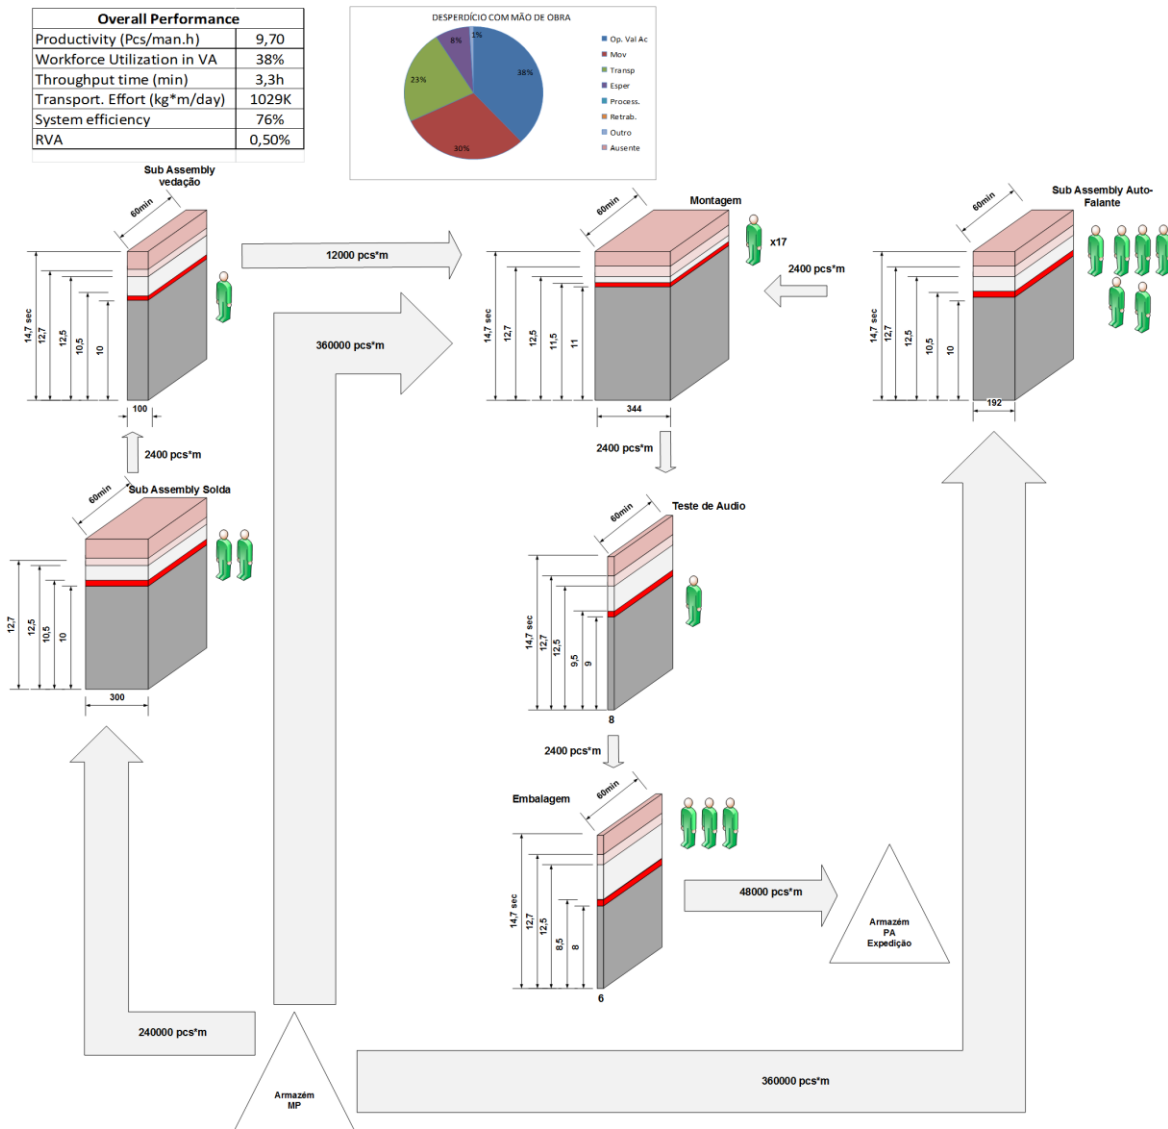 Overall Performance
Productivity (Pcs/man.h) 9,70
Workforce Utilization in VA 38%
Throughput time (min) 3,3h
Transport. Effort (kg*m/day) 1029K
System efficiency 76%
RVA 0,50%
DESPERDÍCIO COM MÃO DE OBRA
38%
30%
23%
8%
1%
Op. Val Ac
Mov
Transp
Esper
Process.
Retrab.
Outro
Ausente
Sub Assembly
vedação
60min
14,7 sec
12,7
12,5
10,5
10
100
12000 pcs*m
360000 pcs*m
Montagem
60min
x17
14,7 sec
12,7
12,5
11,5
11
344
2400 pcs*m
Sub Assembly Auto-
Falante
60min
14,7 sec
12,7
12,5
10,5
10
192
2400 pcs*m
Sub Assembly Solda
60min
12,7
12,5
10,5
10
300
2400 pcs*m
Teste de Audio
60min
14,7 sec
12,7
12,5
9,5
9
8
2400 pcs*m
Embalagem
60min
14,7 sec
12,7
12,5
8,5
8
6
48000 pcs*m
Armazém
PA
Expedição
240000 pcs*m
Armazém
MP
360000 pcs*m